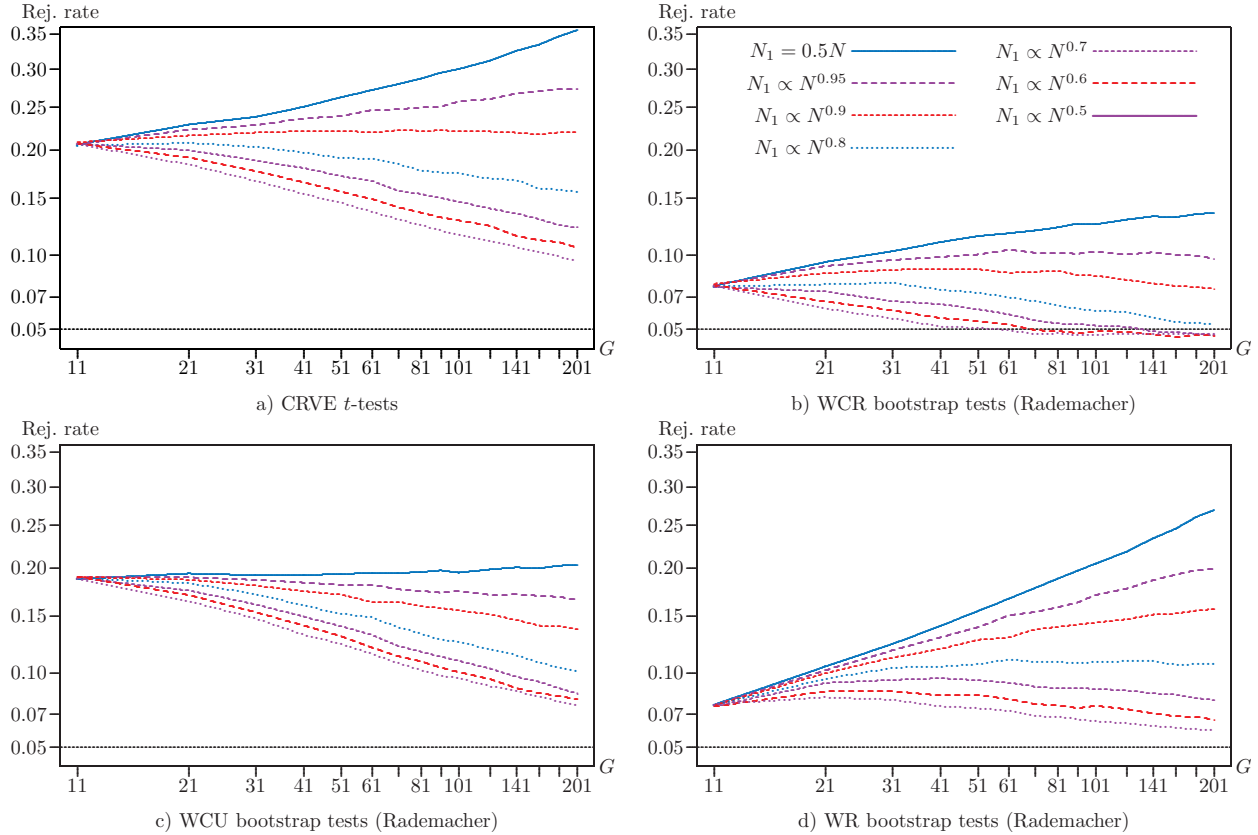 Rej. rate
0.35
0.30
0.25
0.20
0.15
0.10
0.07
0.05
11 21 31 41 51 61 81 101 141 201
G
a) CRVE t-tests
Rej. rate
0.35
0.30
0.25
0.20
0.15
0.10
0.07
0.05
N₁ = 0.5N
N₁ ∝ N^0.95
N₁ ∝ N^0.9
N₁ ∝ N^0.8
N₁ ∝ N^0.7
N₁ ∝ N^0.6
N₁ ∝ N^0.5
11 21 31 41 51 61 81 101 141 201
G
b) WCR bootstrap tests (Rademacher)
Rej. rate
0.35
0.30
0.25
0.20
0.15
0.10
0.07
0.05
11 21 31 41 51 61 81 101 141 201
G
c) WCU bootstrap tests (Rademacher)
Rej. rate
0.35
0.30
0.25
0.20
0.15
0.10
0.07
0.05
11 21 31 41 51 61 81 101 141 201
G
d) WR bootstrap tests (Rademacher)